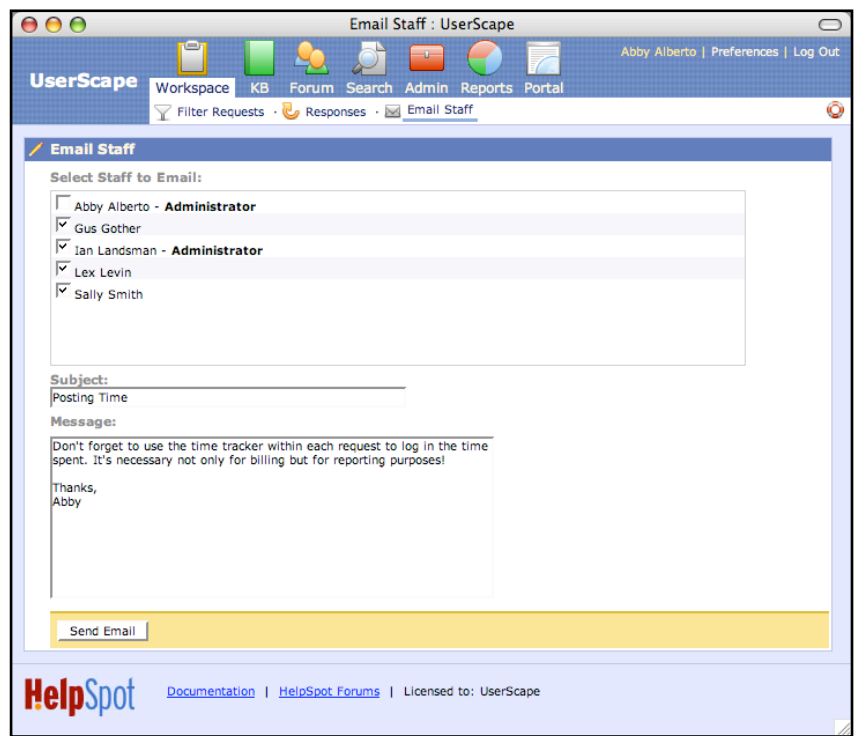 Email Staff : UserScape
Abby Alberto | Preferences | Log Out
UserScape
Workspace KB Forum Search Admin Reports Portal
Filter Requests · Responses · Email Staff
Email Staff
Select Staff to Email:
Abby Alberto - Administrator
Gus Gother
Ian Landsman - Administrator
Lex Levin
Sally Smith
Subject:
Posting Time
Message:
Don't forget to use the time tracker within each request to log in the time
spent. It's necessary not only for billing but for reporting purposes!
Thanks,
Abby
Send Email
HelpSpot
Documentation | HelpSpot Forums | Licensed to: UserScape